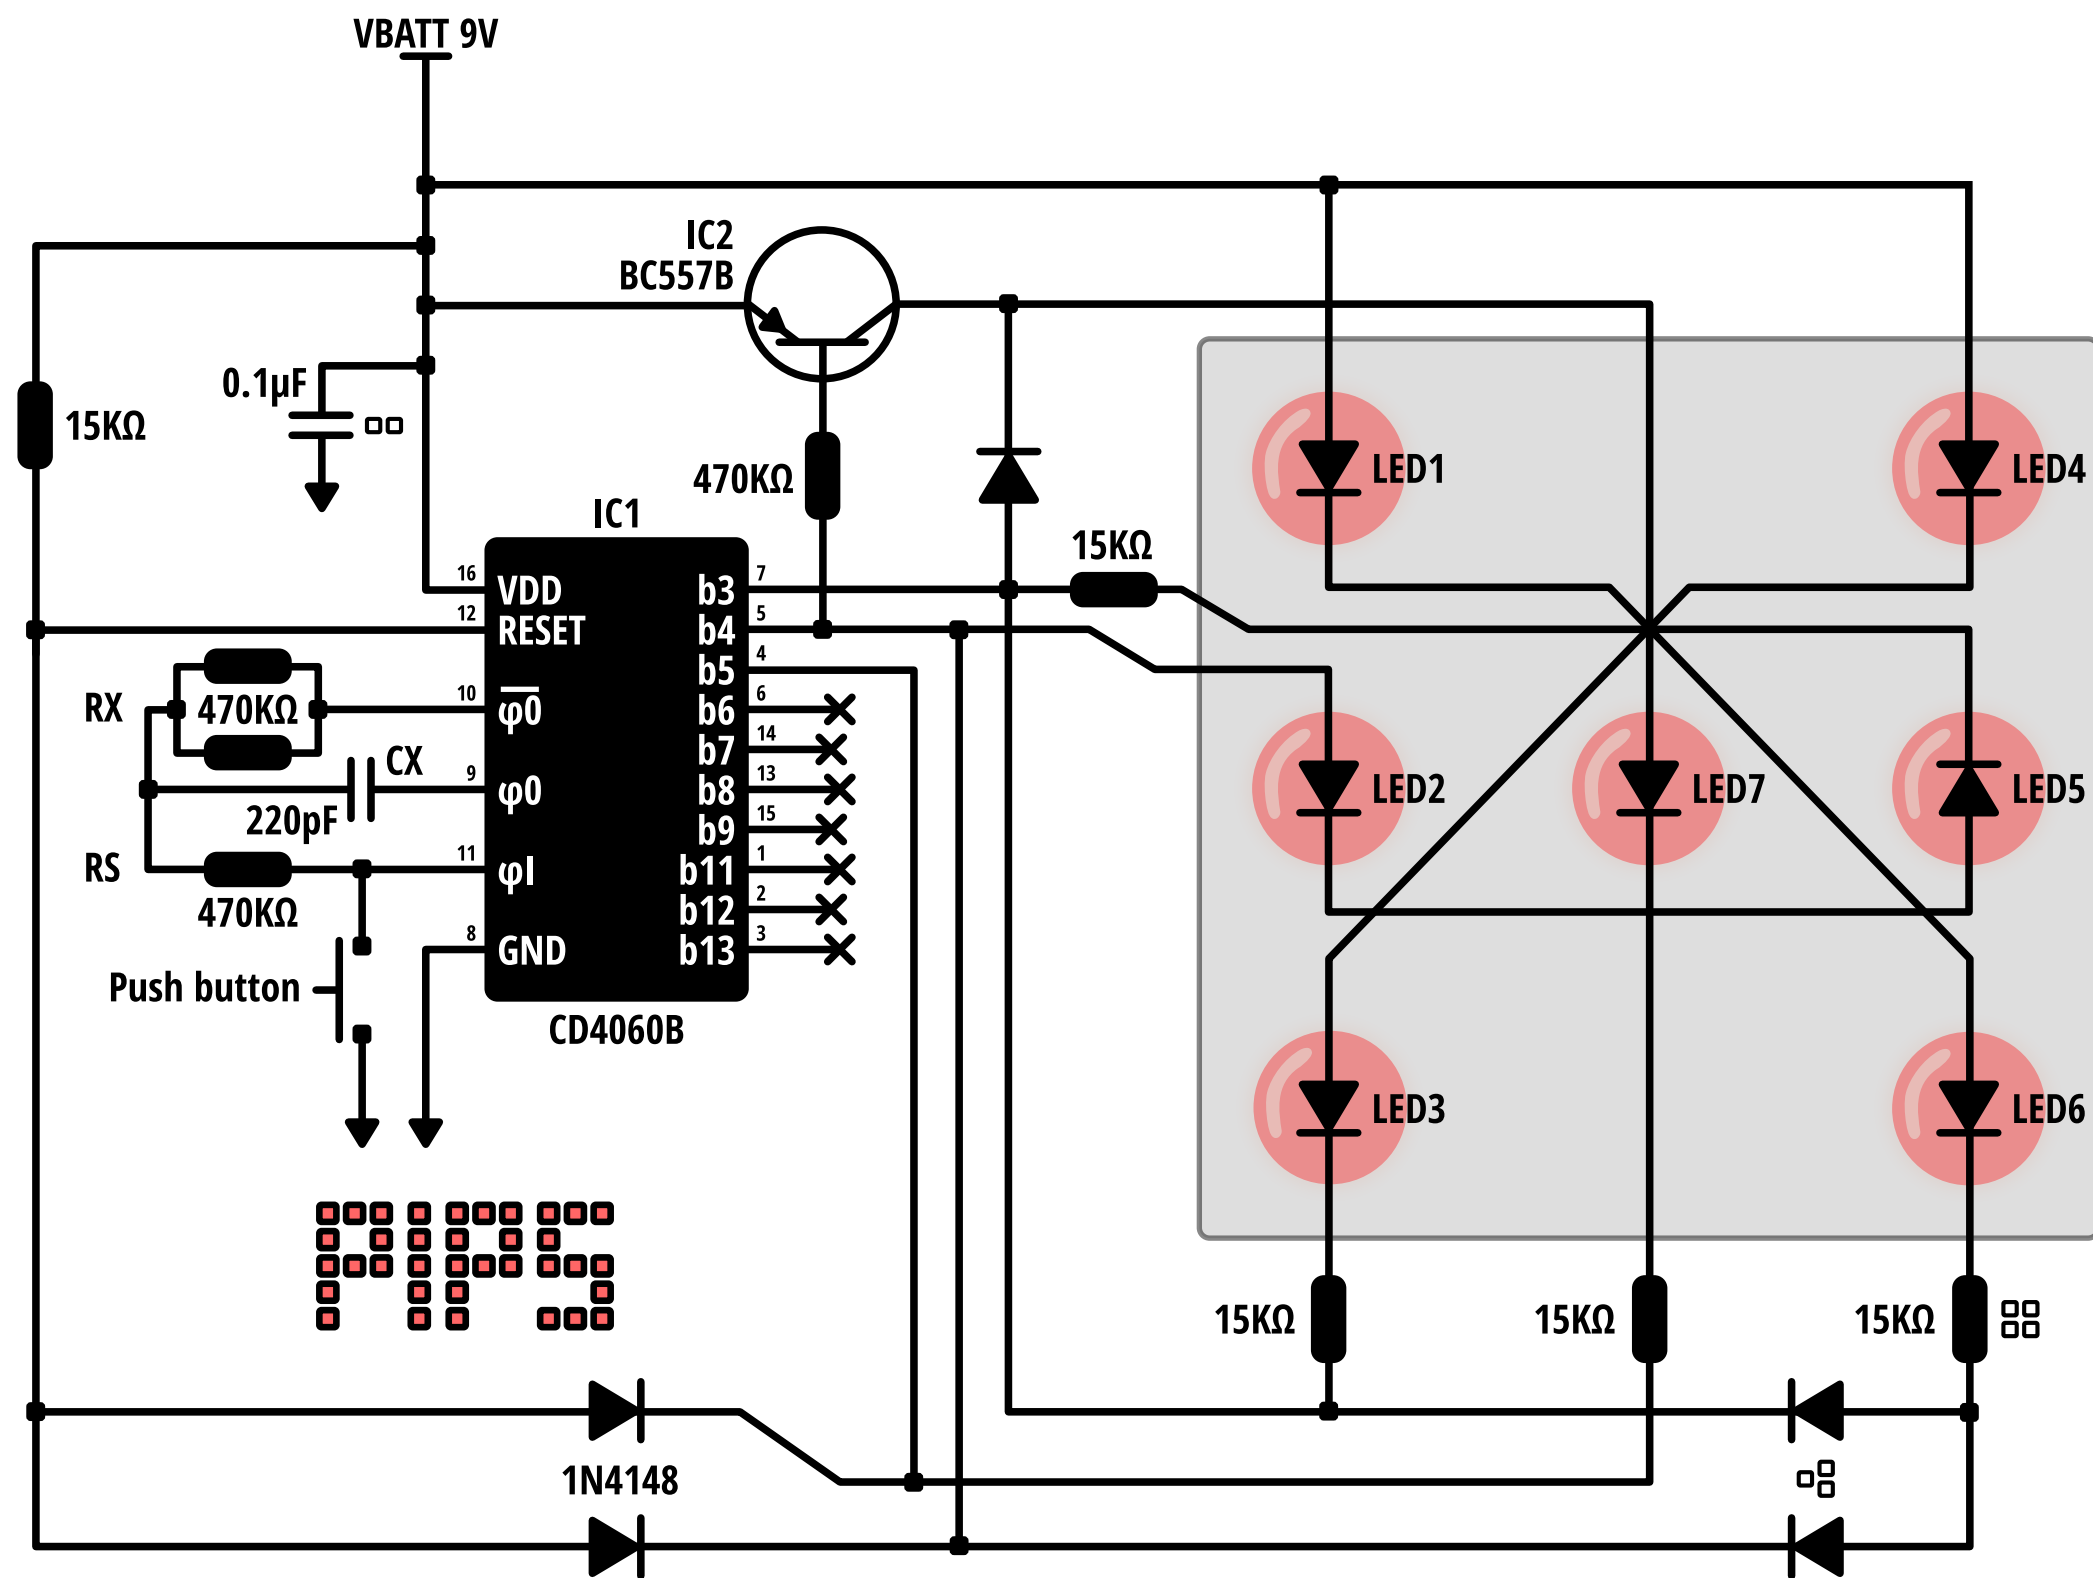 VBATT 9V
IC2
BC557B
0.1µF
15KΩ
470KΩ
IC1
15KΩ
LED1
LED4
16
VDD
12
RESET
10
φ0
9
φ0
11
φI
8
GND
b3
7
b4
5
b5
4
b6
6
b7
14
b8
13
b9
15
b11
1
b12
2
b13
3
CD4060B
RX
470KΩ
CX
220pF
RS
470KΩ
Push button
LED2
LED7
LED5
LED3
LED6
AIPS
15KΩ
15KΩ
15KΩ
1N4148